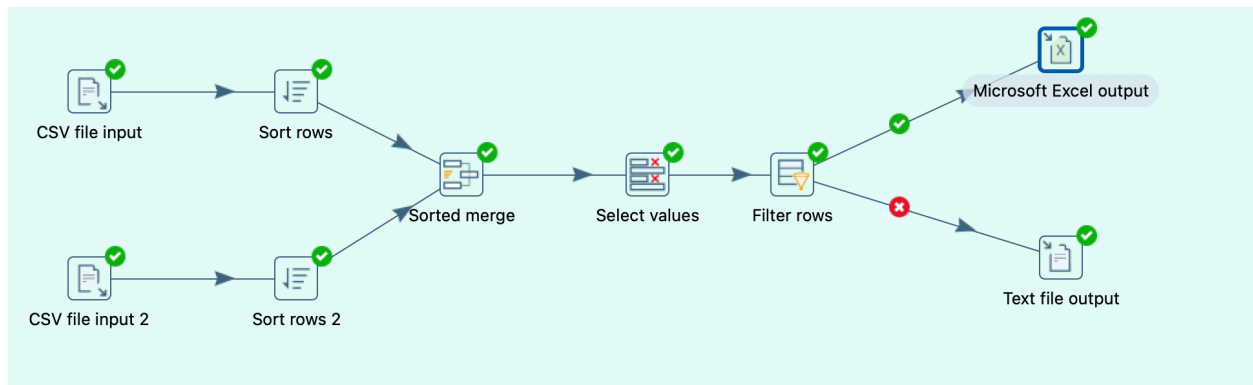 Microsoft Excel output
CSV file input
Sort rows
Sorted merge
Select values
Filter rows
Text file output
CSV file input 2
Sort rows 2